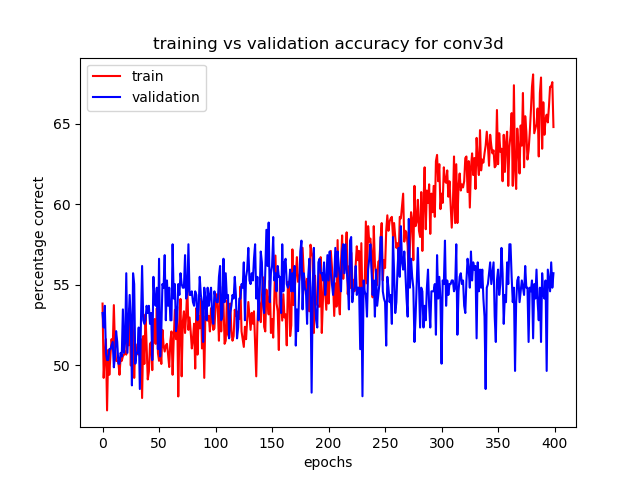 training vs validation accuracy for conv3d
train
validation
percentage correct
65
60
55
50
0 50 100 150 200 250 300 350 400
epochs